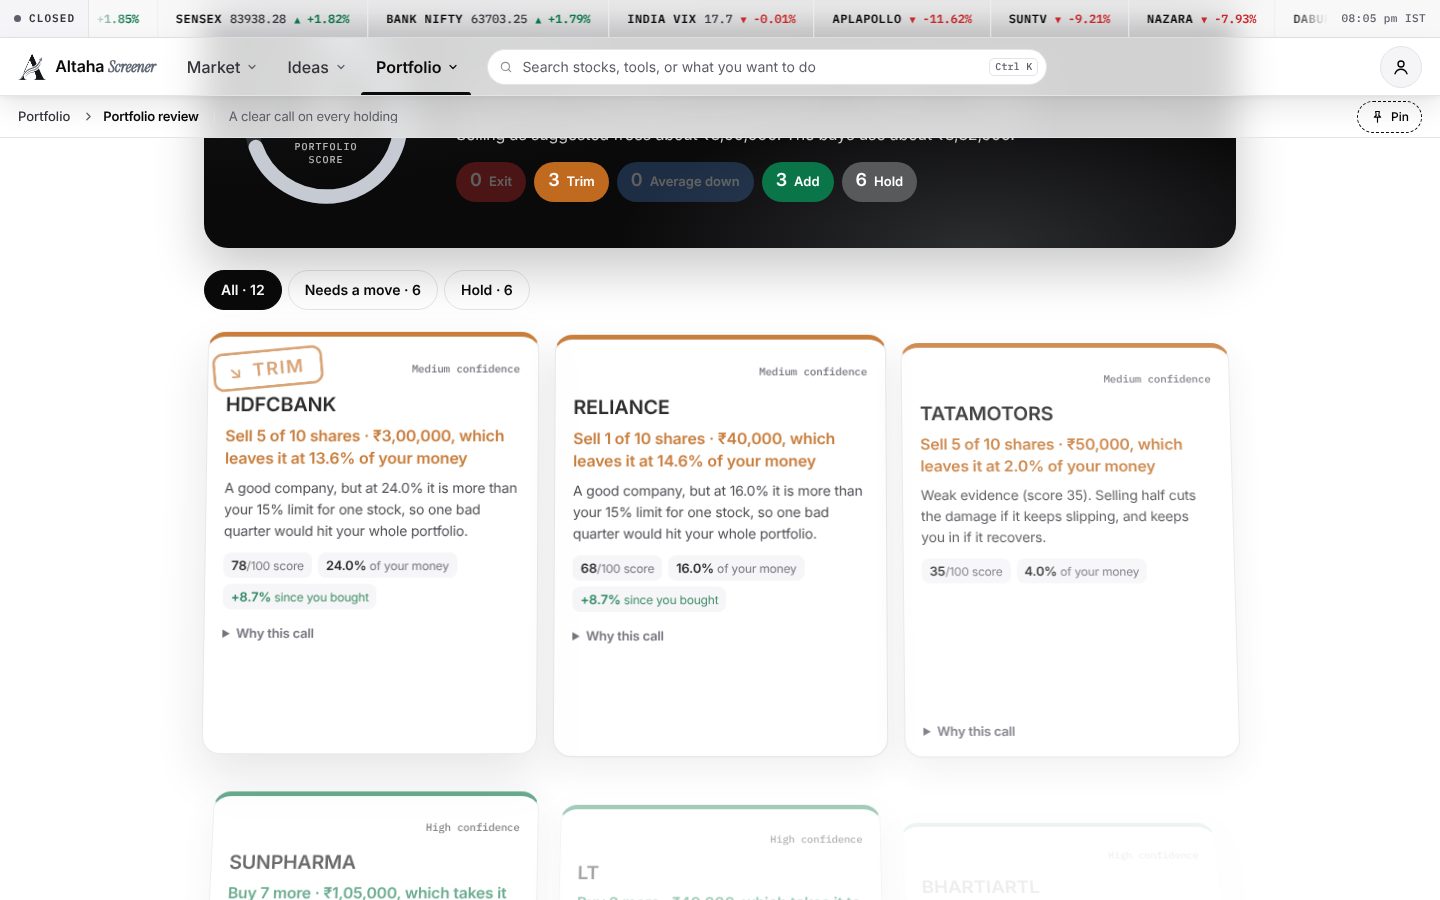 CLOSED +1.85% SENSEX 83938.28 ▲ +1.82% BANK NIFTY 63703.25 ▲ +1.79% INDIA VIX 17.7 ▼ -0.01% APLAPOLLO ▼ -11.62% SUNTV ▼ -9.21% NAZARA ▼ -7.93% 08:05 pm IST
Altaha Screener Market Ideas Portfolio Search stocks, tools, or what you want to do Ctrl K
Portfolio > Portfolio review A clear call on every holding Pin
PORTFOLIO
SCORE
0 Exit 3 Trim 0 Average down 3 Add 6 Hold
All · 12 Needs a move · 6 Hold · 6
TRIM
Medium confidence
HDFCBANK
Sell 5 of 10 shares · ₹3,00,000, which
leaves it at 13.6% of your money
A good company, but at 24.0% it is more than
your 15% limit for one stock, so one bad
quarter would hit your whole portfolio.
78/100 score 24.0% of your money
+8.7% since you bought
▶ Why this call
Medium confidence
RELIANCE
Sell 1 of 10 shares · ₹40,000, which
leaves it at 14.6% of your money
A good company, but at 16.0% it is more than
your 15% limit for one stock, so one bad
quarter would hit your whole portfolio.
68/100 score 16.0% of your money
+8.7% since you bought
▶ Why this call
Medium confidence
TATAMOTORS
Sell 5 of 10 shares · ₹50,000, which
leaves it at 2.0% of your money
Weak evidence (score 35). Selling half cuts
the damage if it keeps slipping, and keeps
you in if it recovers.
35/100 score 4.0% of your money
▶ Why this call
High confidence
SUNPHARMA
Buy 7 more · ₹1,05,000, which takes it
High confidence
LT
High confidence
BHARTIARTL